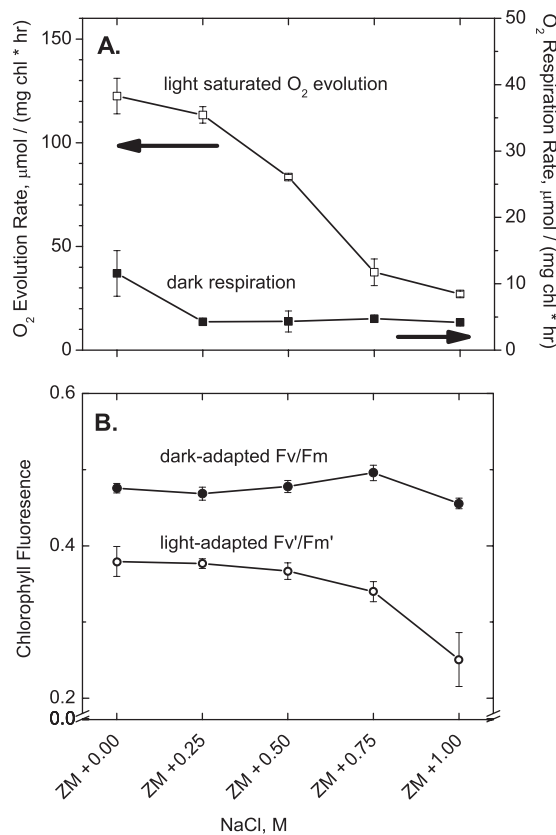 A.
light saturated O2 evolution
dark respiration
O2 Evolution Rate, μmol / (mg chl * hr)
150
100
50
0
O2 Respiration Rate, μmol / (mg chl * hr)
50
40
30
20
10
0
B.
dark-adapted Fv/Fm
light-adapted Fv'/Fm'
Chlorophyll Fluoresence
0.6
0.4
0.2
0.0
ZM +0.00
ZM +0.25
ZM +0.50
ZM +0.75
ZM +1.00
NaCl, M